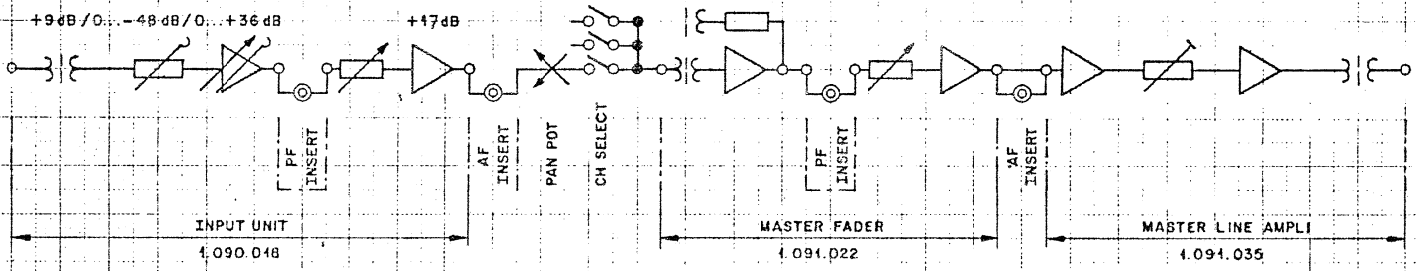 +9dB/0...-48dB/0...+36dB
+17dB
PF
INSERT
AF
INSERT
PAN POT
CH SELECT
PF
INSERT
AF
INSERT
INPUT UNIT
1.090.018
MASTER FADER
1.091.022
MASTER LINE AMPLI
1.091.035